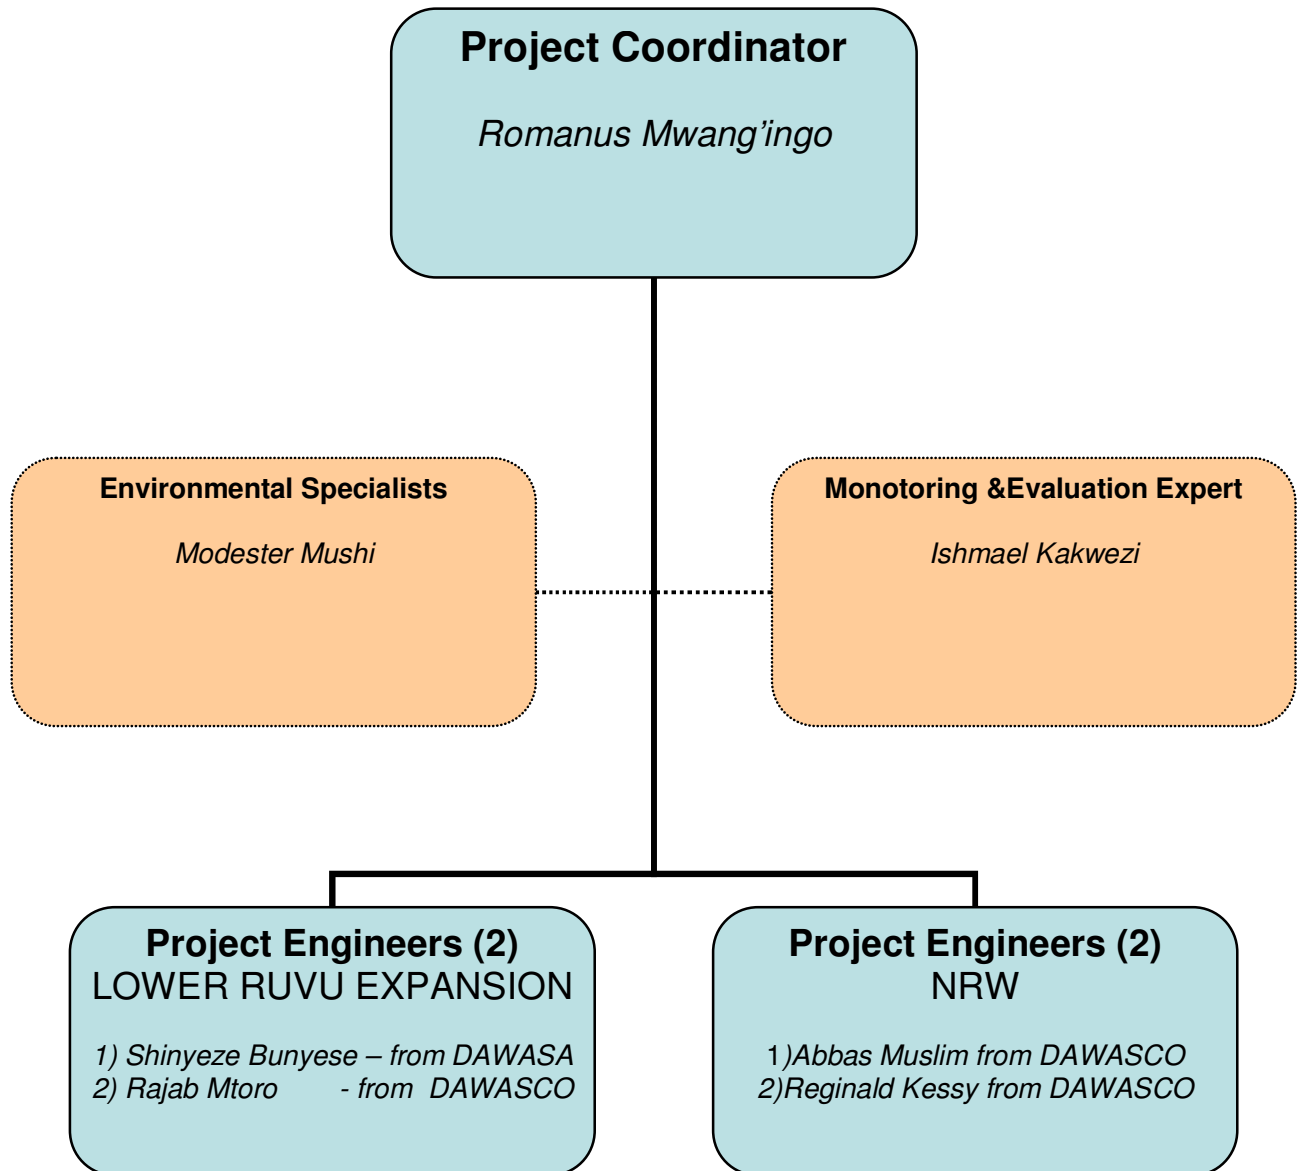 Project Coordinator
Romanus Mwang’ingo
Environmental Specialists
Modester Mushi
Monotoring &Evaluation Expert
Ishmael Kakwezi
Project Engineers (2)
LOWER RUVU EXPANSION
1) Shinyeze Bunyese – from DAWASA
2) Rajab Mtoro - from DAWASCO
Project Engineers (2)
NRW
1)Abbas Muslim from DAWASCO
2)Reginald Kessy from DAWASCO